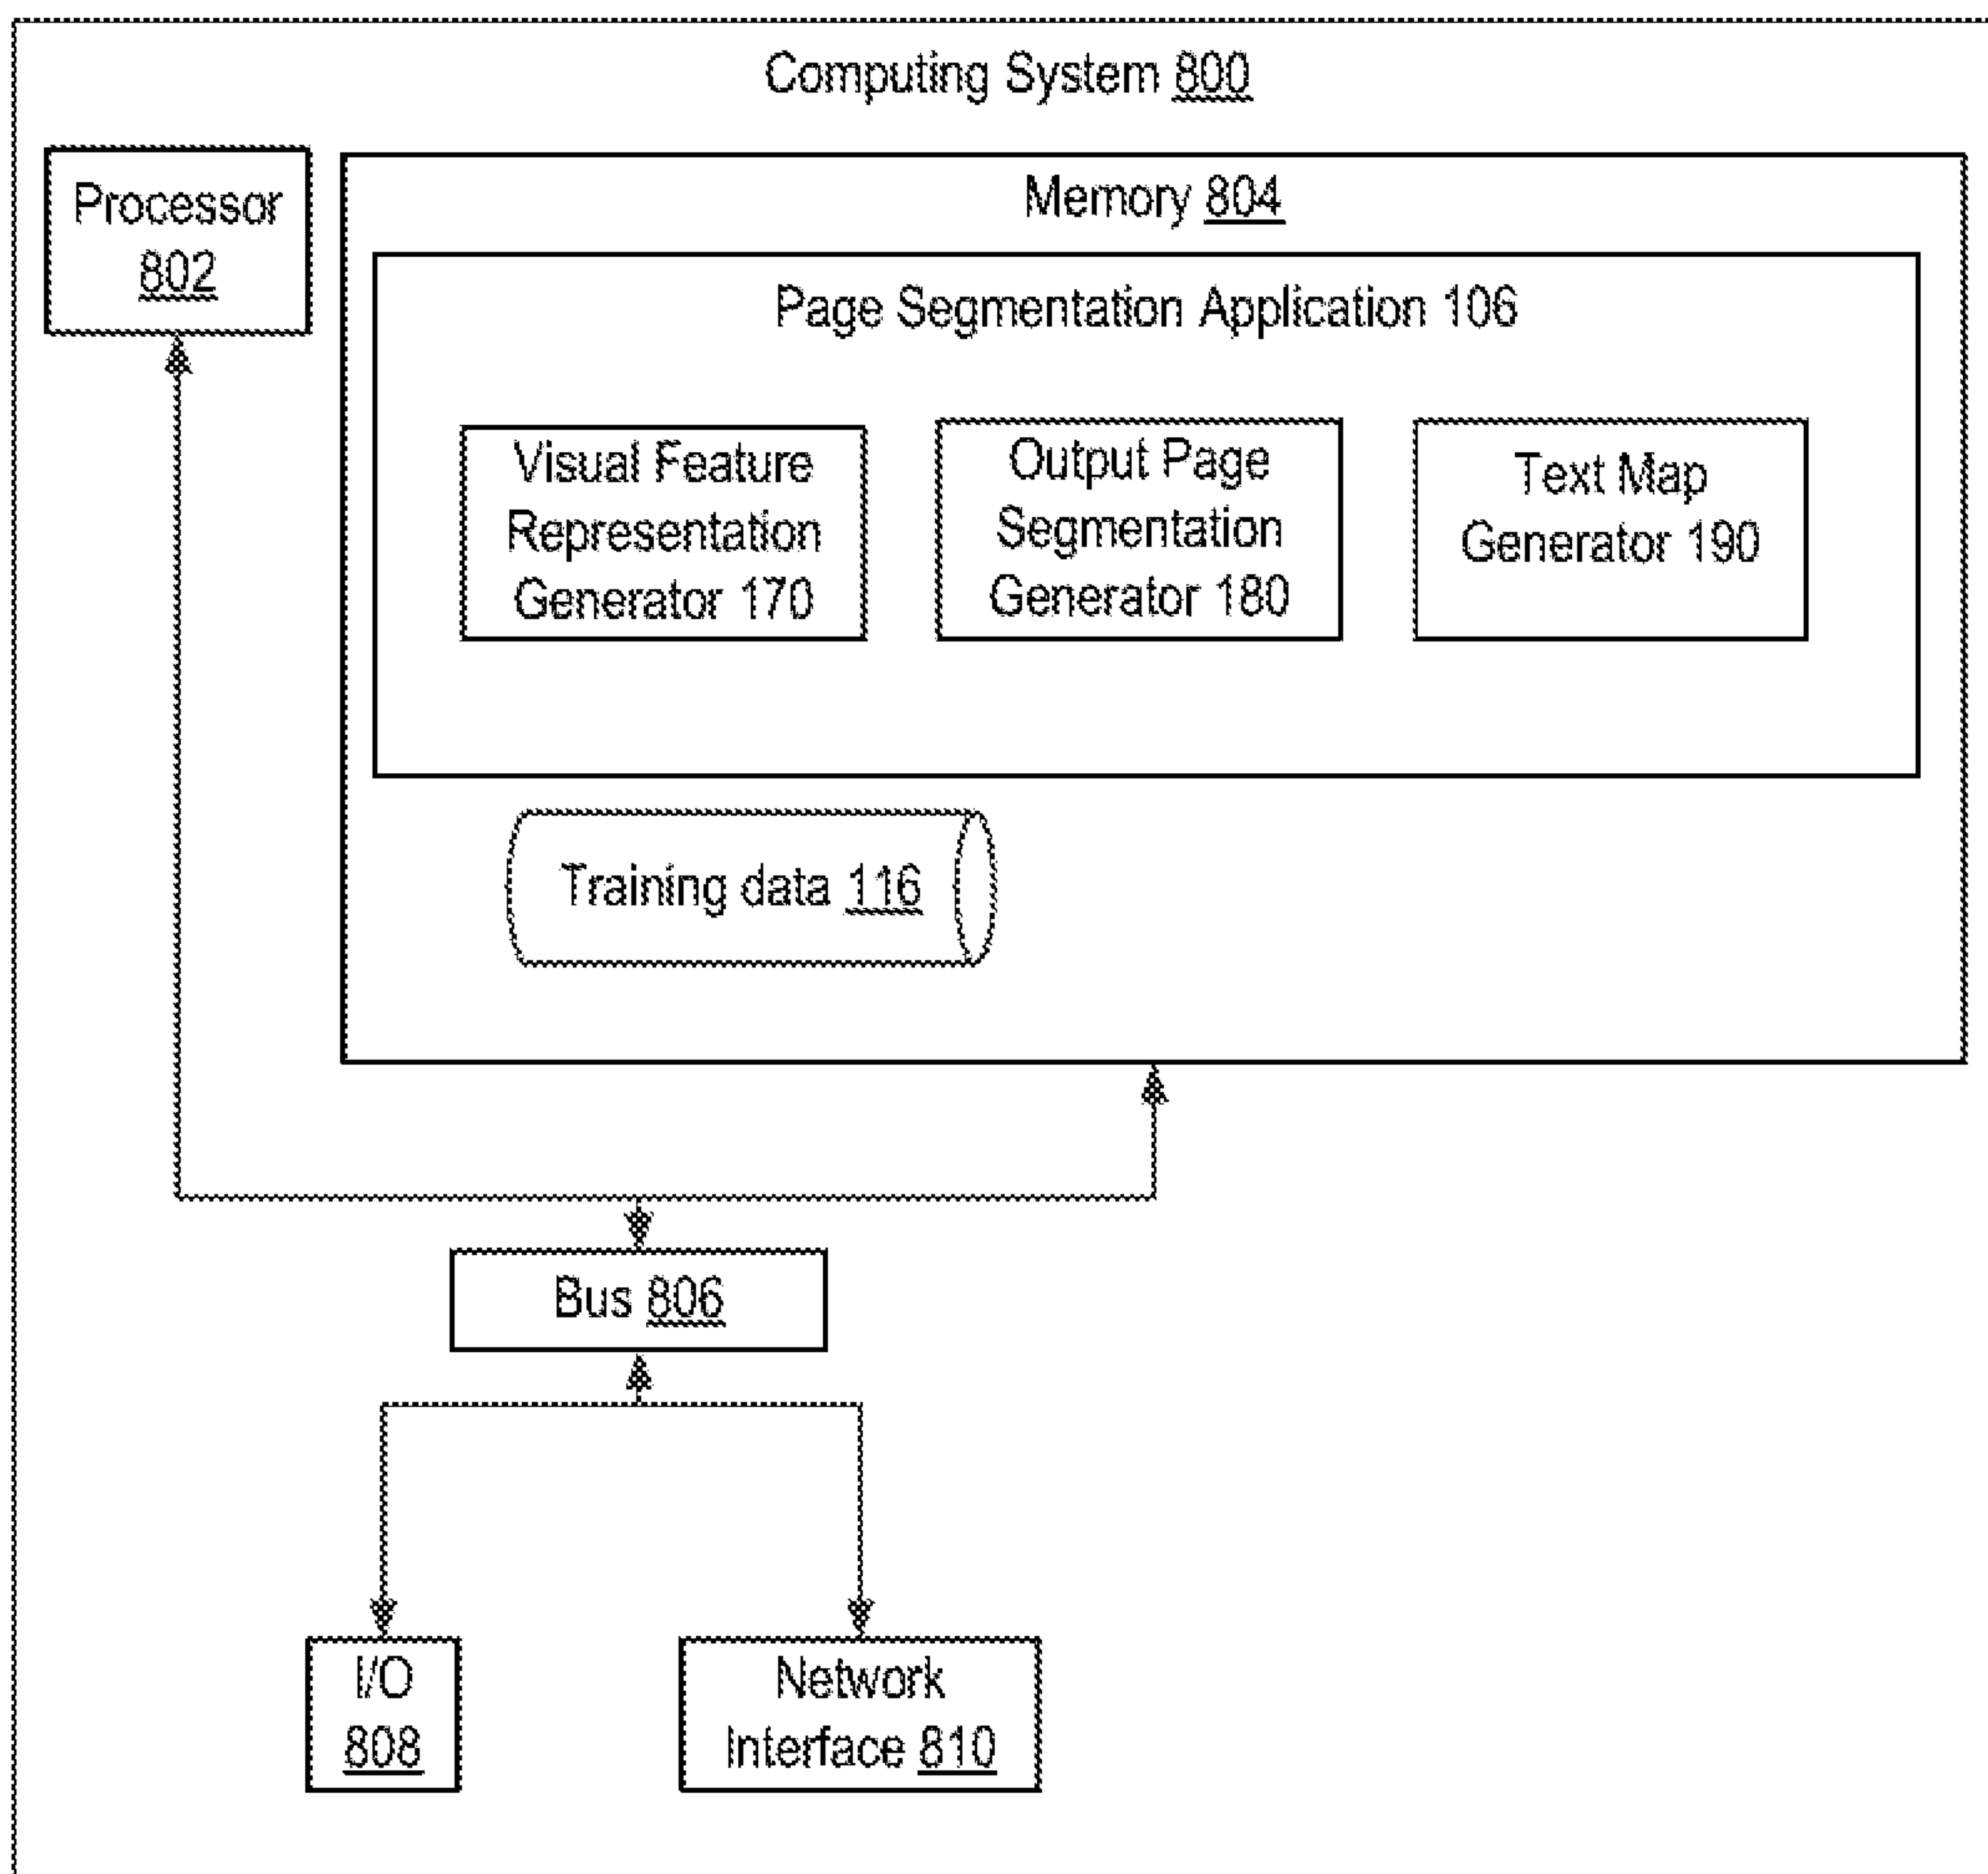 Computing System 800
Processor
802
Memory 804
Page Segmentation Application 106
Visual Feature
Representation
Generator 170
Output Page
Segmentation
Generator 180
Text Map
Generator 190
Training data 116
Bus 806
I/O
808
Network
Interface 810